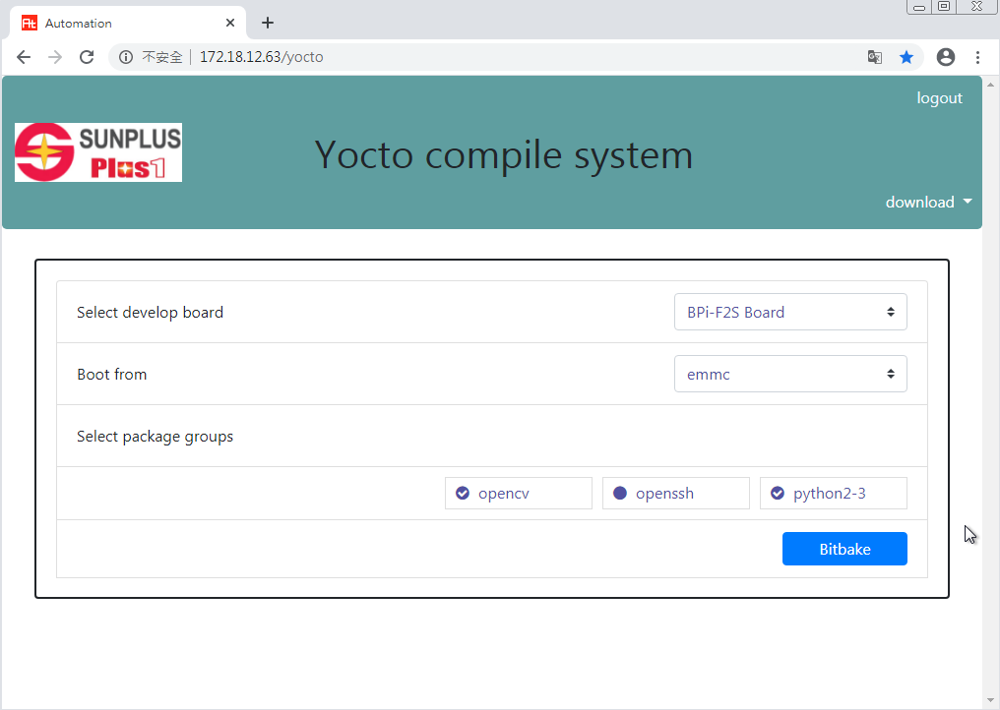 At Automation
不安全 172.18.12.63/yocto
logout
SUNPLUS
Plus1
Yocto compile system
download
Select develop board BPi-F2S Board
Boot from emmc
Select package groups
opencv openssh python2-3
Bitbake